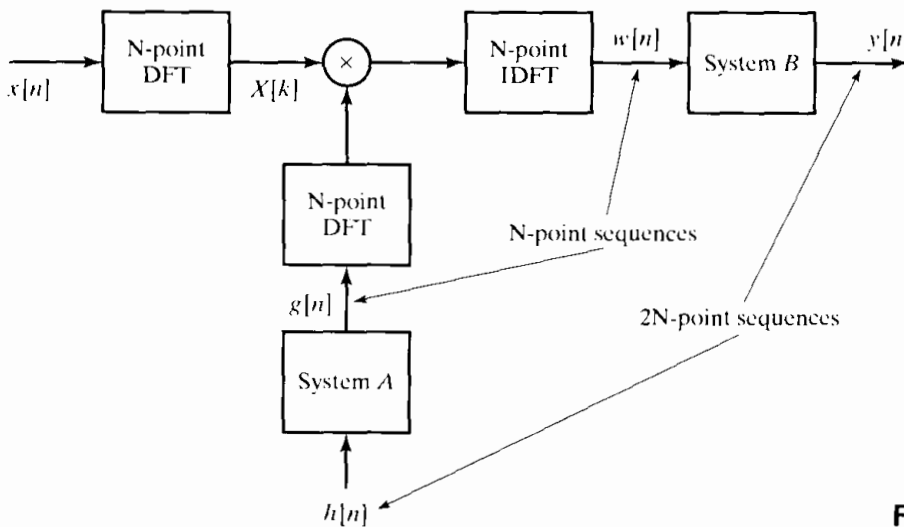 N-point
DFT
x[n]
X[k]
×
N-point
IDFT
w[n]
System B
y[n
N-point
DFT
N-point sequences
g[n]
2N-point sequences
System A
h[n]
F